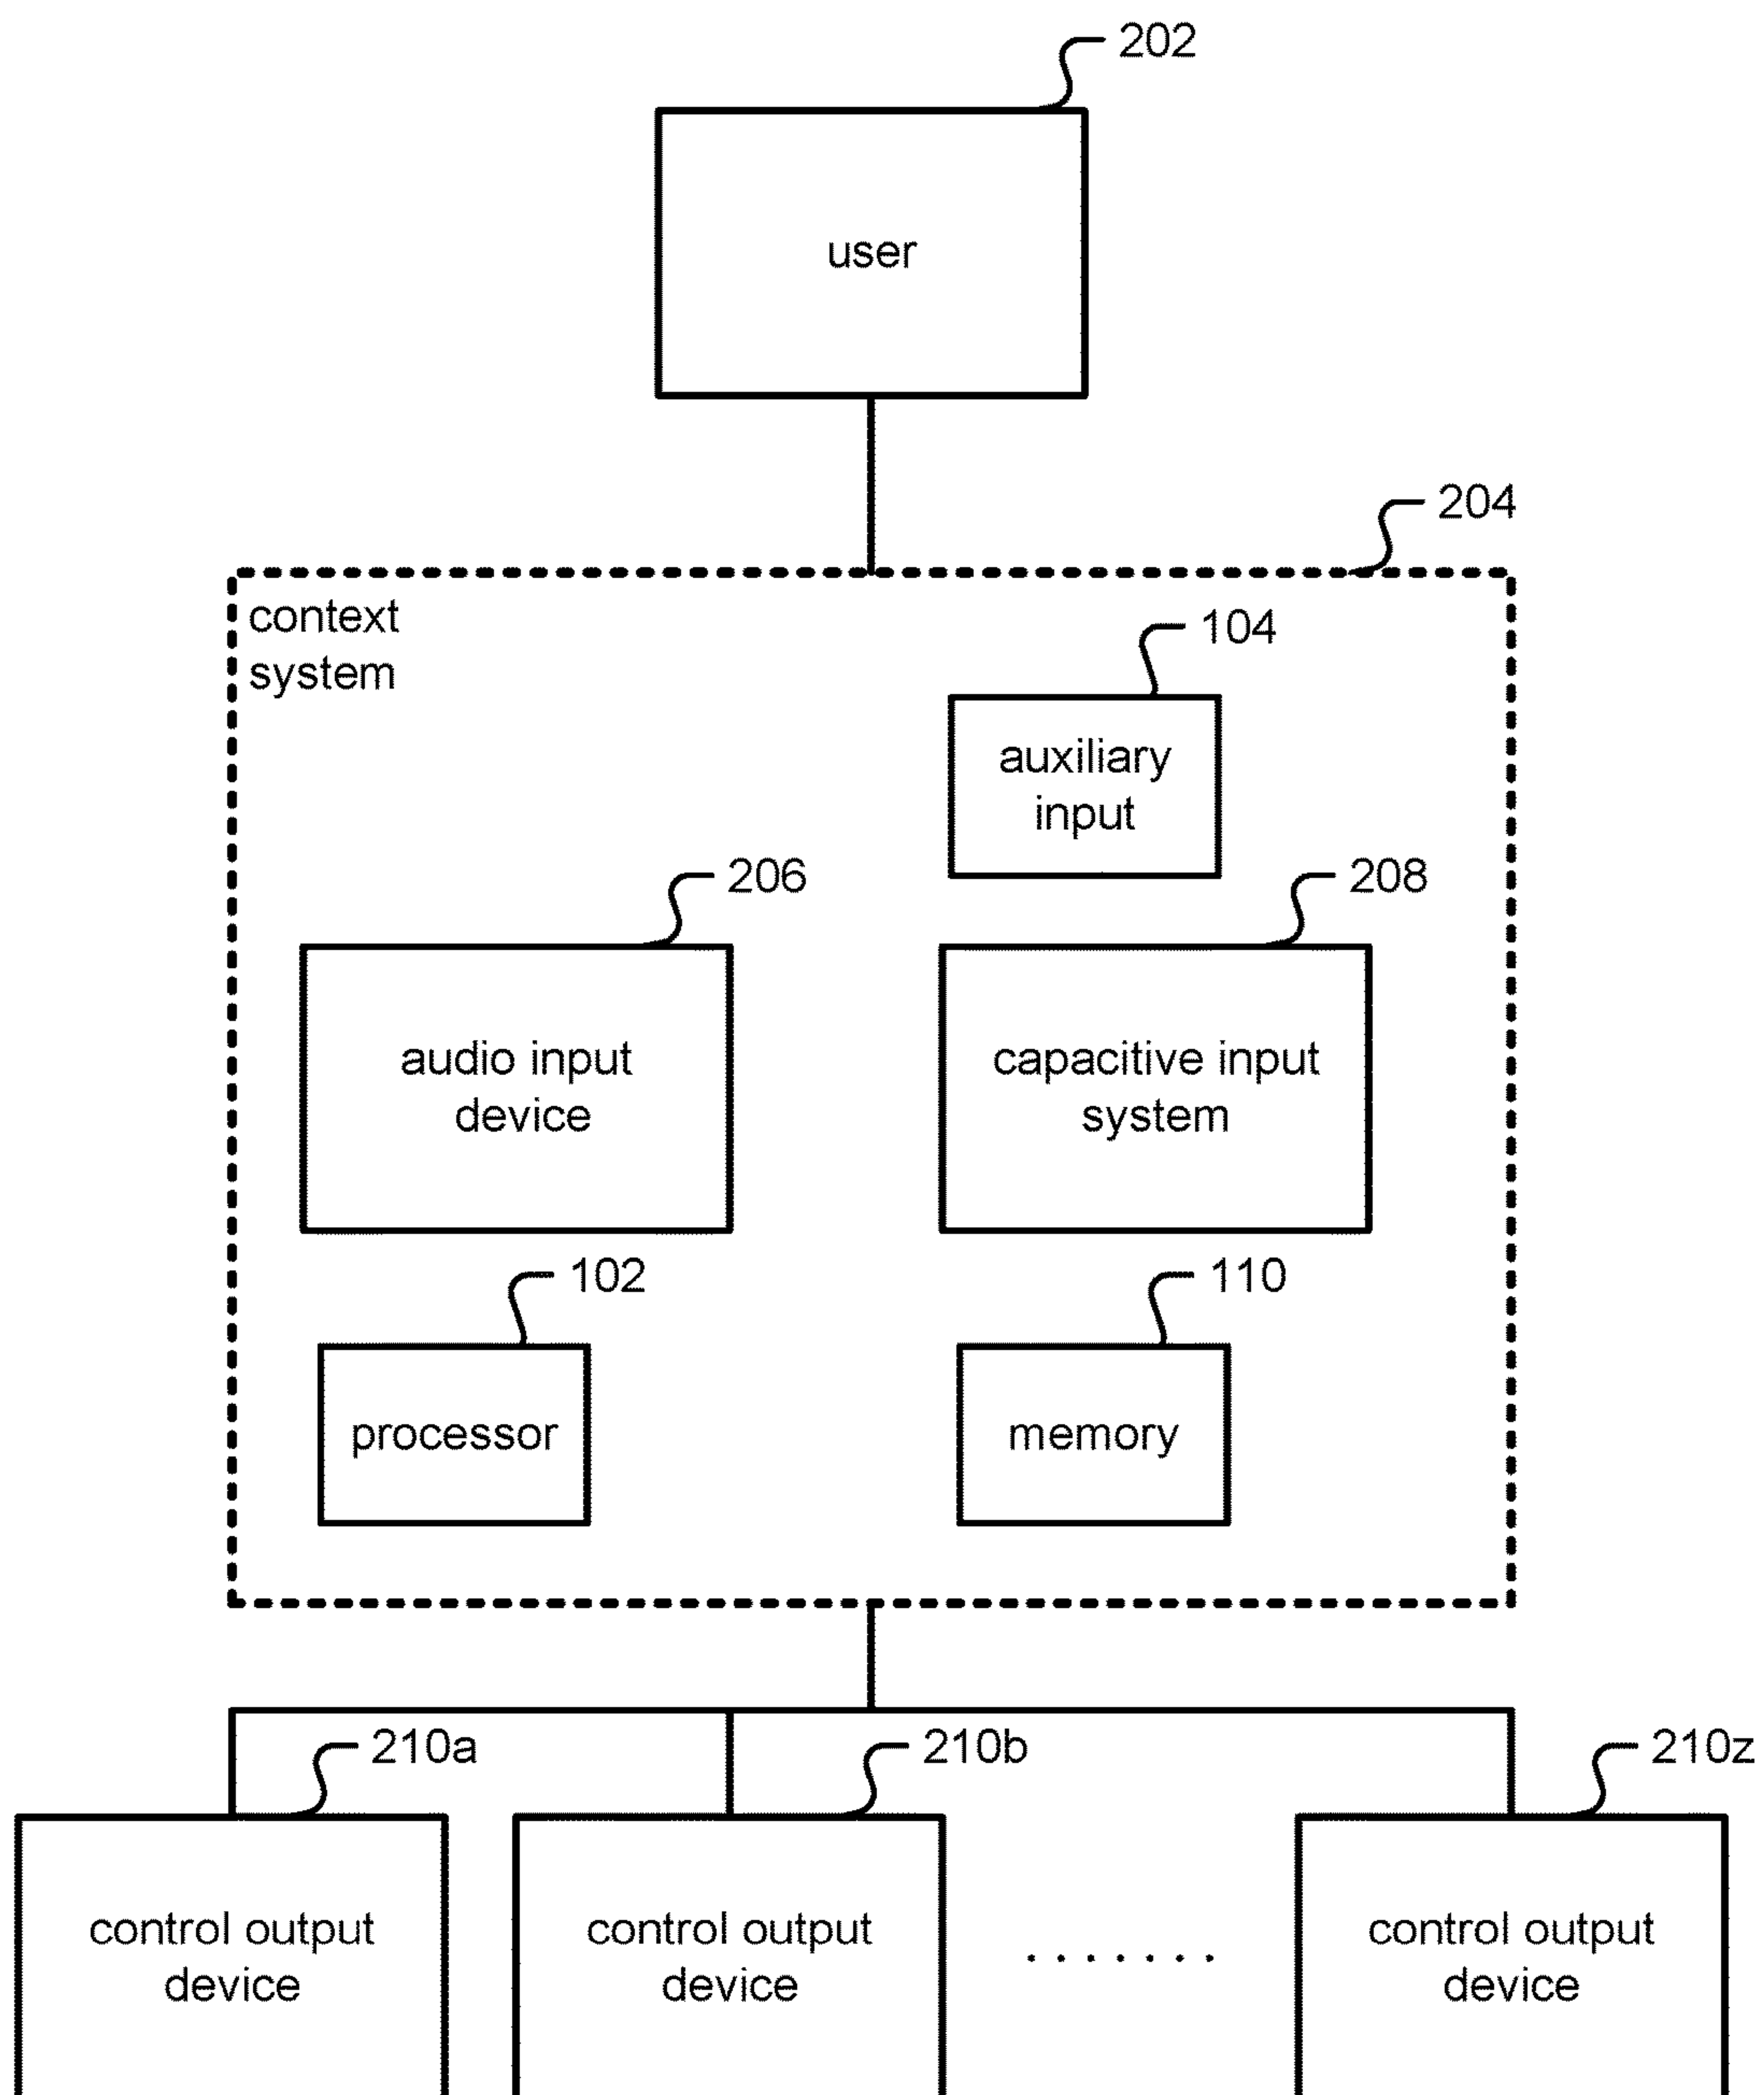 202
user
204
context
system
104
auxiliary
input
206
208
audio input
device
capacitive input
system
102
110
processor
memory
210a
210b
210z
control output
device
control output
device
.......
control output
device